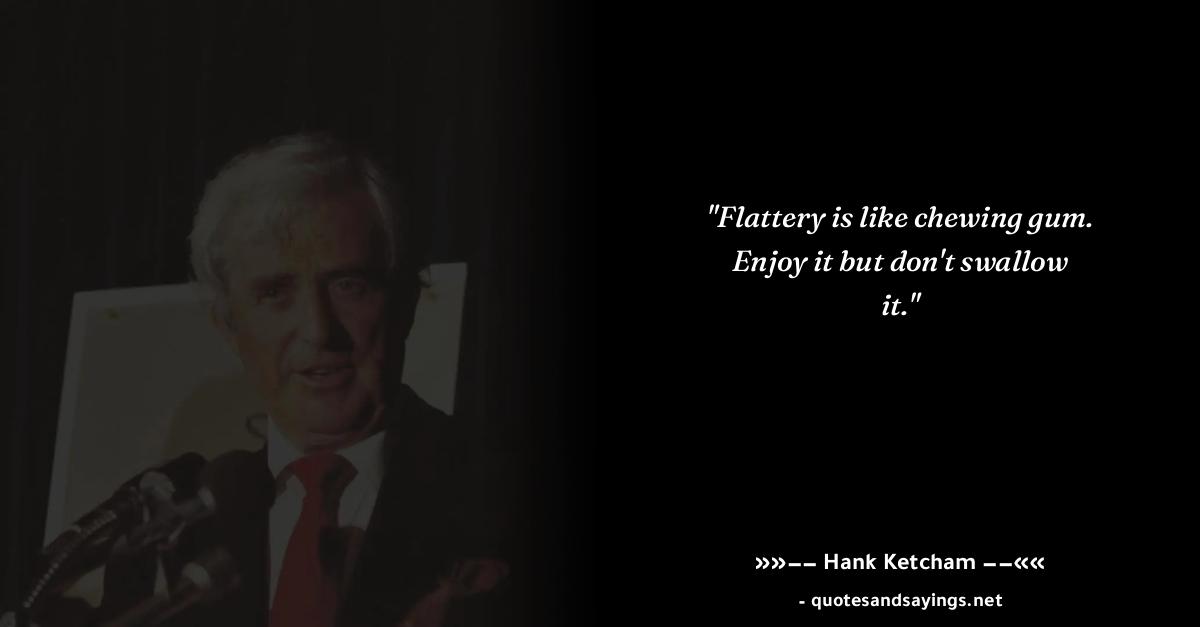 "Flattery is like chewing gum.
Enjoy it but don't swallow
it."
»»–– Hank Ketcham ––««
- quotesandsayings.net